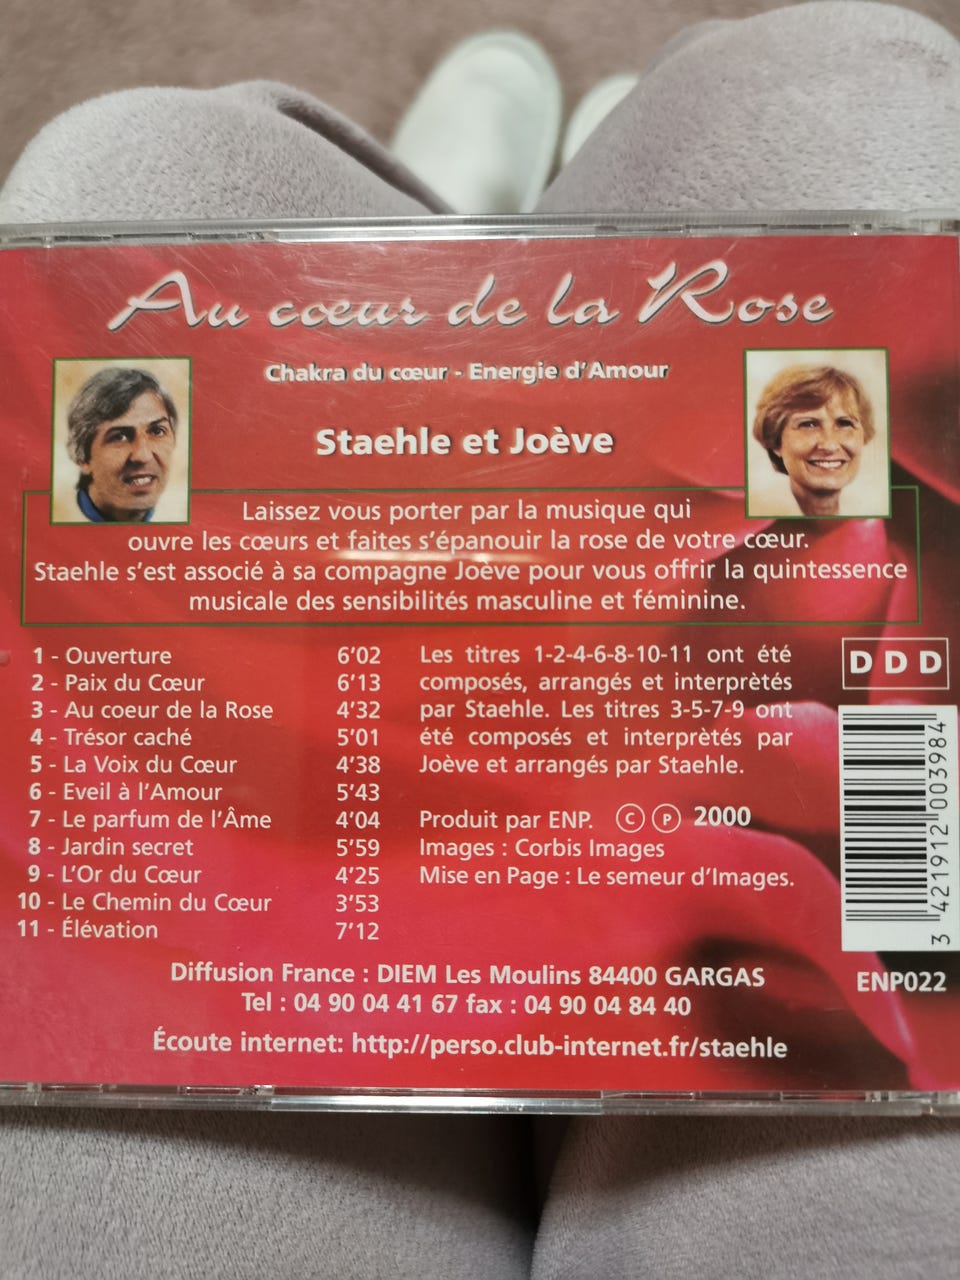 Au cœur de la Rose
Chakra du cœur - Energie d'Amour
Staehle et Joève
Laissez vous porter par la musique qui
ouvre les cœurs et faites s'épanouir la rose de votre cœur.
Staehle s'est associé à sa compagne Joève pour vous offrir la quintessence
musicale des sensibilités masculine et féminine.
1 - Ouverture 6'02
2 - Paix du Cœur 6'13
3 - Au coeur de la Rose 4'32
4 - Trésor caché 5'01
5 - La Voix du Cœur 4'38
6 - Eveil à l'Amour 5'43
7 - Le parfum de l'Âme 4'04
8 - Jardin secret 5'59
9 - L'Or du Cœur 4'25
10 - Le Chemin du Cœur 3'53
11 - Élévation 7'12
Les titres 1-2-4-6-8-10-11 ont été
composés, arrangés et interprètés
par Staehle. Les titres 3-5-7-9 ont
été composés et interprètés par
Joève et arrangés par Staehle.
Produit par ENP. © ℗ 2000
Images : Corbis Images
Mise en Page : Le semeur d'Images.
DDD
3 421912 003984
ENP022
Diffusion France : DIEM Les Moulins 84400 GARGAS
Tel : 04 90 04 41 67 fax : 04 90 04 84 40
Écoute internet: http://perso.club-internet.fr/staehle